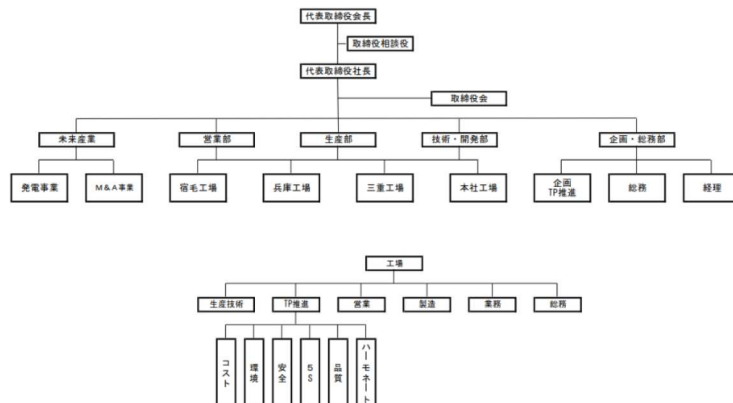 代表取締役会長
取締役相談役
代表取締役社長
取締役会
未来産業
営業部
生産部
技術・開発部
企画・総務部
発電事業
M&A事業
宿毛工場
兵庫工場
三重工場
本社工場
企画
TP推進
総務
経理
工場
生産技術
TP推進
営業
製造
業務
総務
コスト
環境
安全
5S
品質
ハーモネート